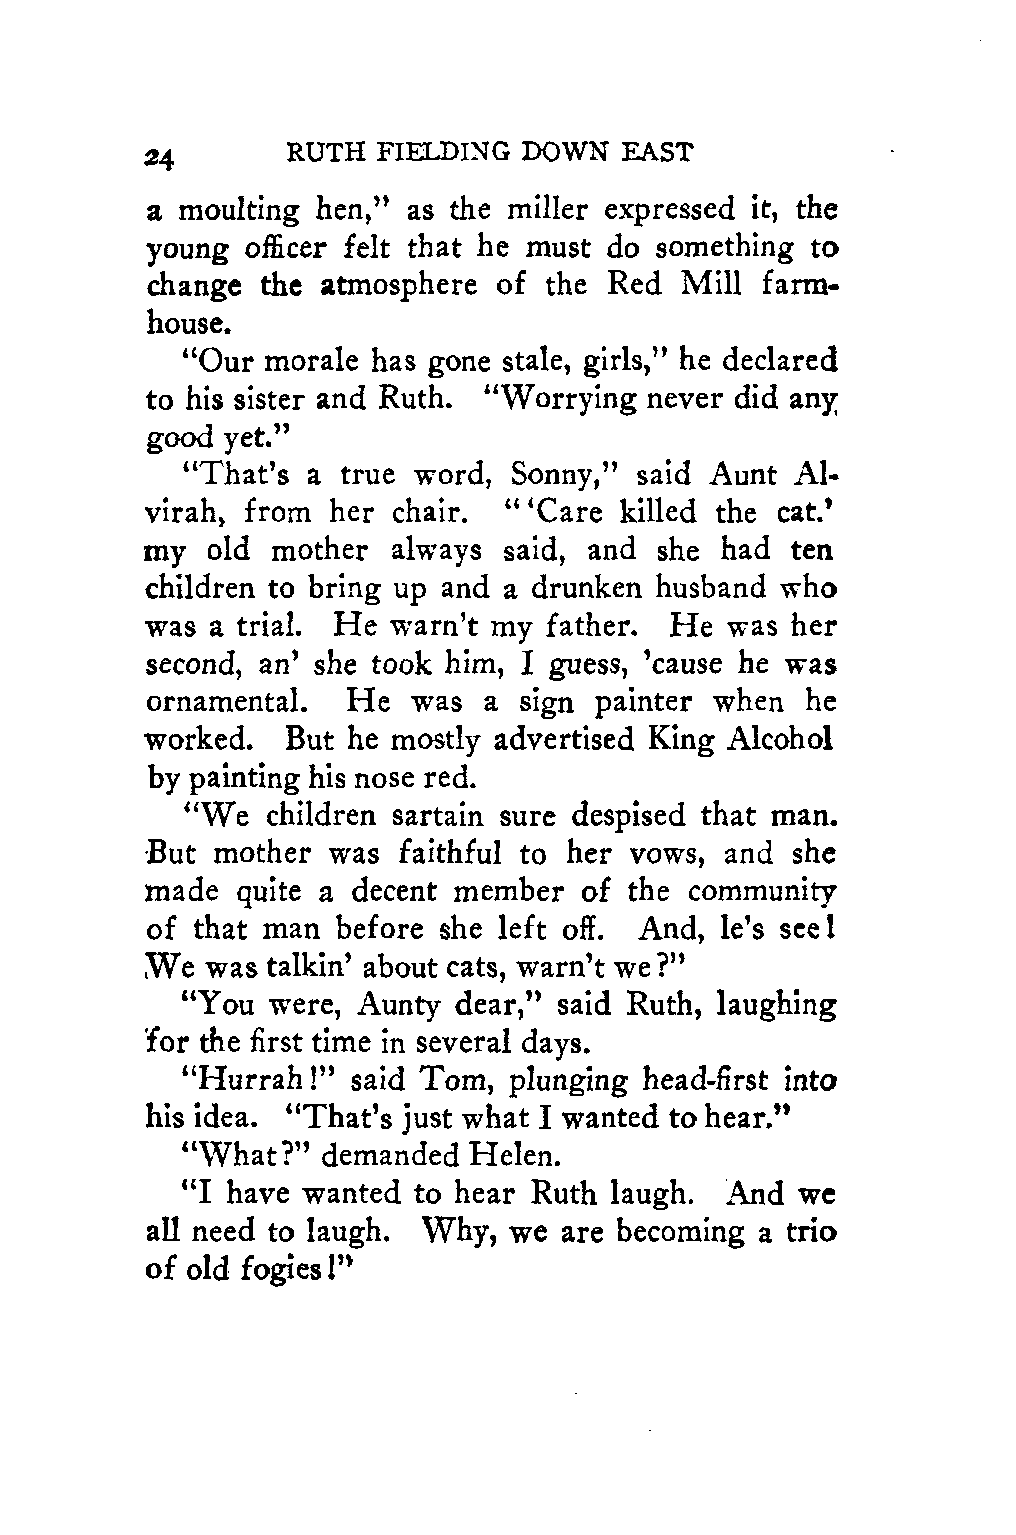 24 RUTH FIELDING DOWN EAST
a moulting hen," as the miller expressed it, the
young officer felt that he must do something to
change the atmosphere of the Red Mill farm-
house.
"Our morale has gone stale, girls," he declared
to his sister and Ruth. "Worrying never did any
good yet."
"That's a true word, Sonny," said Aunt Al-
virah, from her chair. "'Care killed the cat.'
my old mother always said, and she had ten
children to bring up and a drunken husband who
was a trial. He warn't my father. He was her
second, an' she took him, I guess, 'cause he was
ornamental. He was a sign painter when he
worked. But he mostly advertised King Alcohol
by painting his nose red.
"We children sartain sure despised that man.
But mother was faithful to her vows, and she
made quite a decent member of the community
of that man before she left off. And, le's see!
We was talkin' about cats, warn't we?"
"You were, Aunty dear," said Ruth, laughing
for the first time in several days.
"Hurrah!" said Tom, plunging head-first into
his idea. "That's just what I wanted to hear."
"What?" demanded Helen.
"I have wanted to hear Ruth laugh. And we
all need to laugh. Why, we are becoming a trio
of old fogies!"